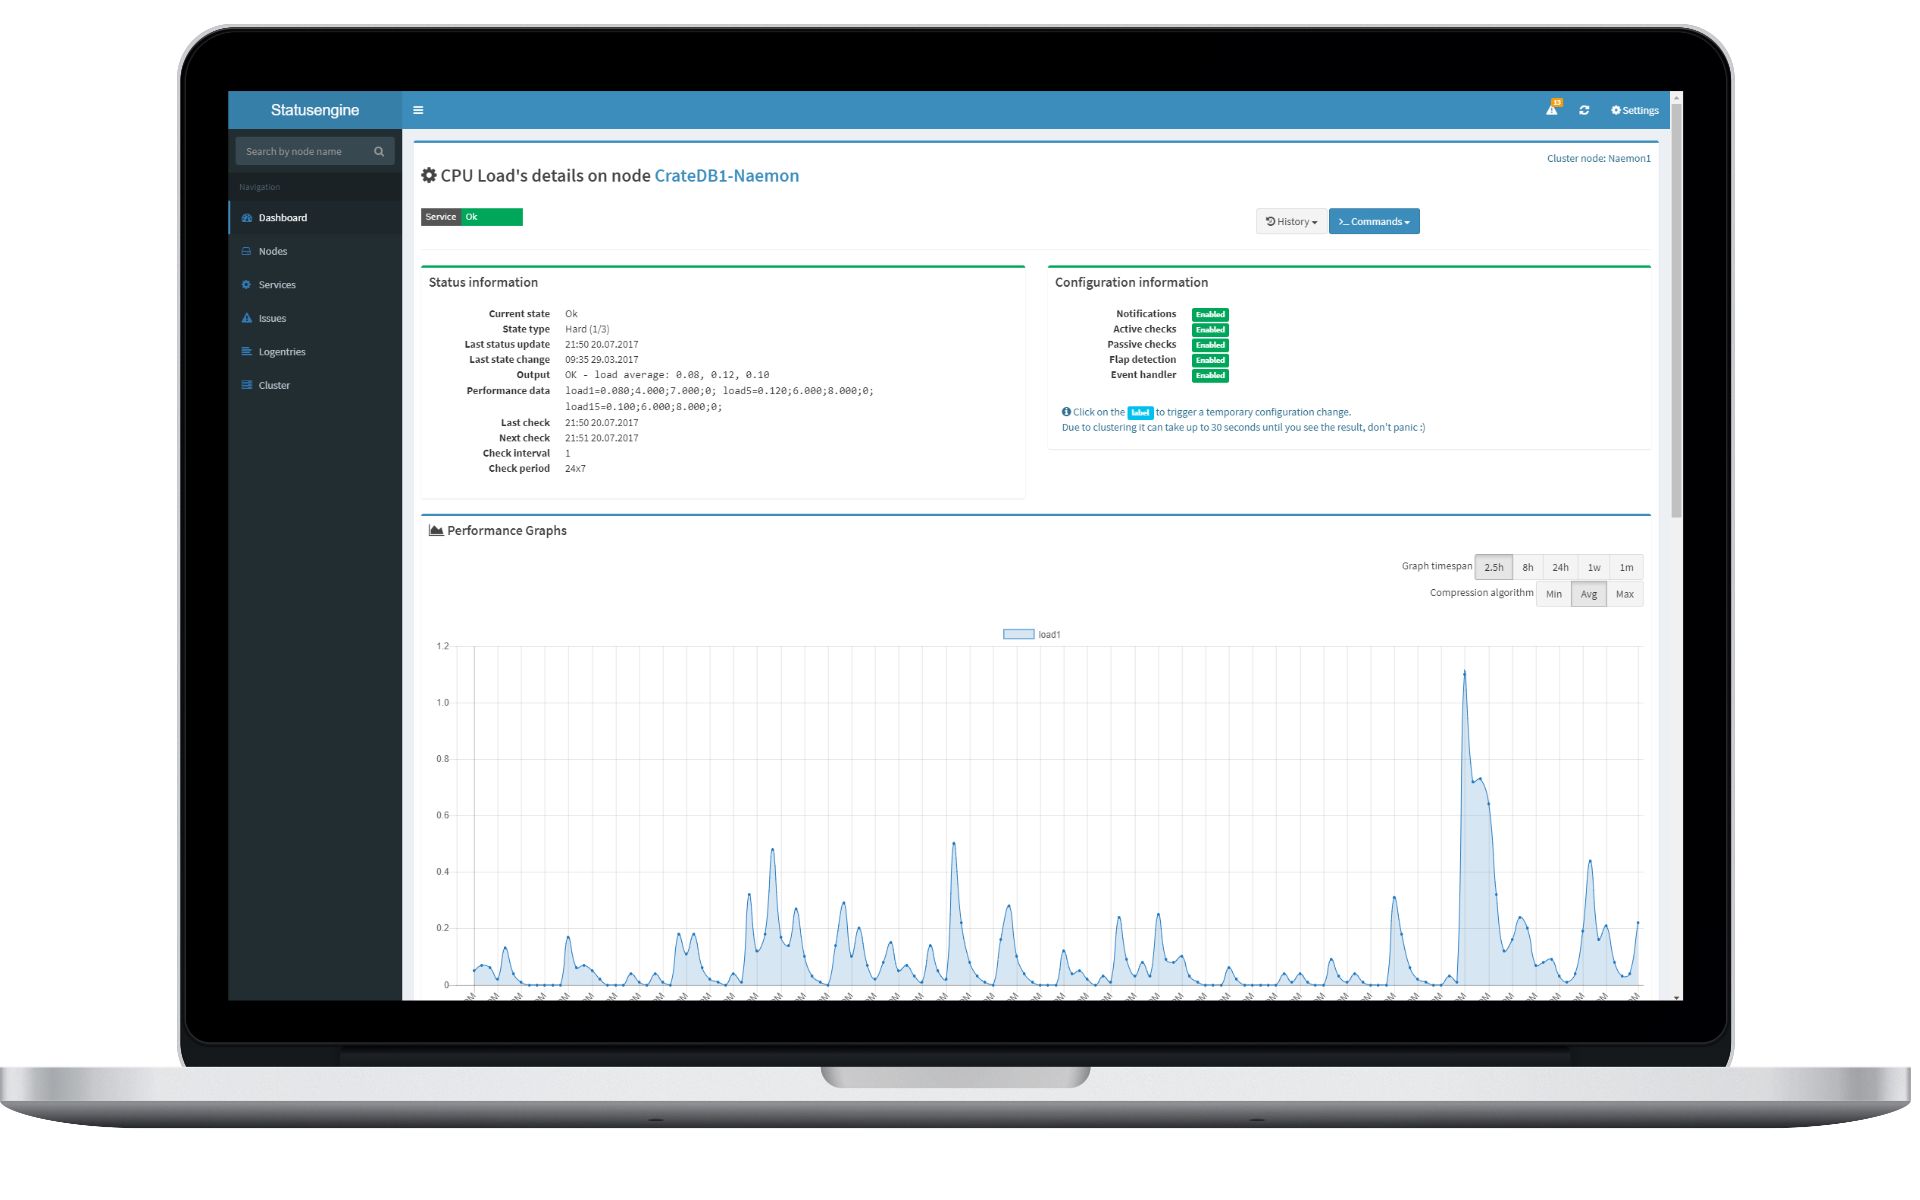 Statusengine
13
Settings
Search by node name
Navigation
Dashboard
Nodes
Services
Issues
Logentries
Cluster
Cluster node: Naemon1
CPU Load's details on node CrateDB1-Naemon
Service Ok
History
>_ Commands
Status information
Current state Ok
State type Hard (1/3)
Last status update 21:50 20.07.2017
Last state change 09:35 29.03.2017
Output OK - load average: 0.08, 0.12, 0.10
Performance data load1=0.080;4.000;7.000;0; load5=0.120;6.000;8.000;0;
load15=0.100;6.000;8.000;0;
Last check 21:50 20.07.2017
Next check 21:51 20.07.2017
Check interval 1
Check period 24x7
Configuration information
Notifications Enabled
Active checks Enabled
Passive checks Enabled
Flap detection Enabled
Event handler Enabled
Click on the label to trigger a temporary configuration change.
Due to clustering it can take up to 30 seconds until you see the result, don't panic :)
Performance Graphs
Graph timespan 2.5h 8h 24h 1w 1m
Compression algorithm Min Avg Max
load1
1.2
1.0
0.8
0.6
0.4
0.2
0